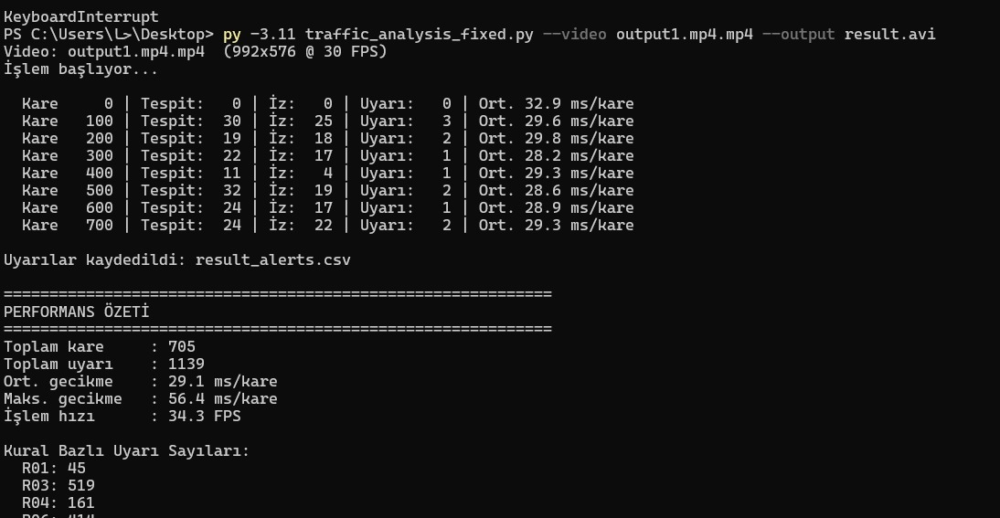 KeyboardInterrupt
PS C:\Users\حا\Desktop> py -3.11 traffic_analysis_fixed.py --video output1.mp4.mp4 --output result.avi
Video: output1.mp4.mp4  (992x576 @ 30 FPS)
İşlem başlıyor...
Kare     0 | Tespit:   0 | İz:   0 | Uyarı:   0 | Ort. 32.9 ms/kare
Kare   100 | Tespit:  30 | İz:  25 | Uyarı:   3 | Ort. 29.6 ms/kare
Kare   200 | Tespit:  19 | İz:  18 | Uyarı:   2 | Ort. 29.8 ms/kare
Kare   300 | Tespit:  22 | İz:  17 | Uyarı:   1 | Ort. 28.2 ms/kare
Kare   400 | Tespit:  11 | İz:   4 | Uyarı:   1 | Ort. 29.3 ms/kare
Kare   500 | Tespit:  32 | İz:  19 | Uyarı:   2 | Ort. 28.6 ms/kare
Kare   600 | Tespit:  24 | İz:  17 | Uyarı:   1 | Ort. 28.9 ms/kare
Kare   700 | Tespit:  24 | İz:  22 | Uyarı:   2 | Ort. 29.3 ms/kare
Uyarılar kaydedildi: result_alerts.csv
============================================================
PERFORMANS ÖZETİ
============================================================
Toplam kare     : 705
Toplam uyarı    : 1139
Ort. gecikme    : 29.1 ms/kare
Maks. gecikme   : 56.4 ms/kare
İşlem hızı      : 34.3 FPS
Kural Bazlı Uyarı Sayıları:
R01: 45
R03: 519
R04: 161